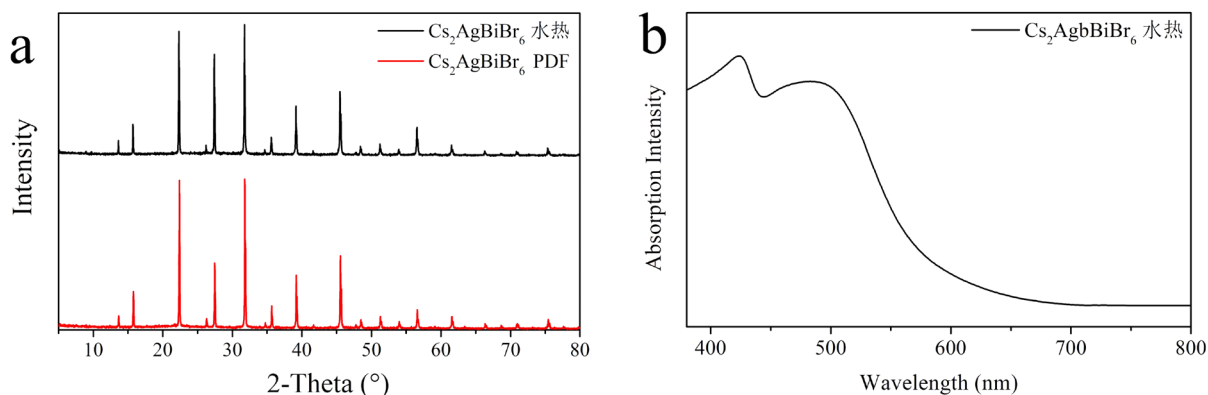 a
Cs₂AgBiBr₆ 水热
Cs₂AgBiBr₆ PDF
Intensity
10 20 30 40 50 60 70 80
2-Theta (°)
b
Cs₂AgbBiBr₆ 水热
Absorption Intensity
400 500 600 700 800
Wavelength (nm)